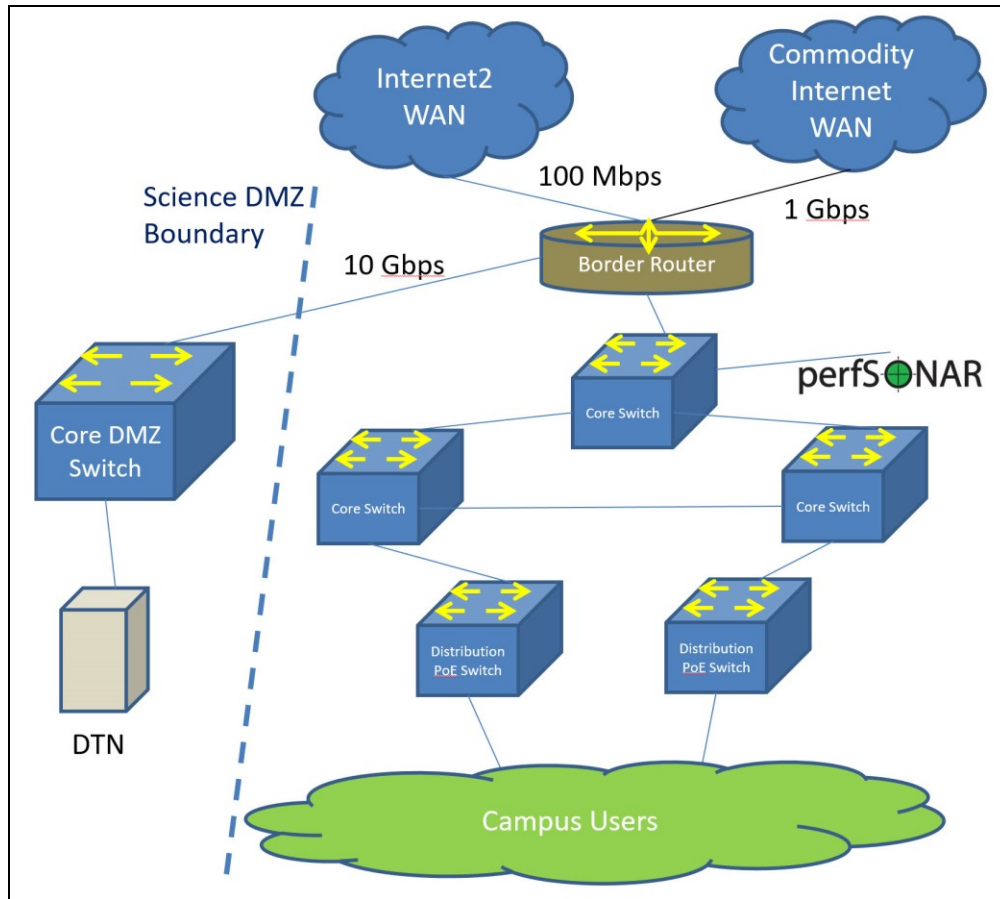 Internet2
WAN
Commodity
Internet
WAN
100 Mbps
1 Gbps
Science DMZ
Boundary
10 Gbps
Border Router
Core Switch
perfSONAR
Core DMZ
Switch
Core Switch
Core Switch
Distribution
PoE Switch
Distribution
PoE Switch
DTN
Campus Users